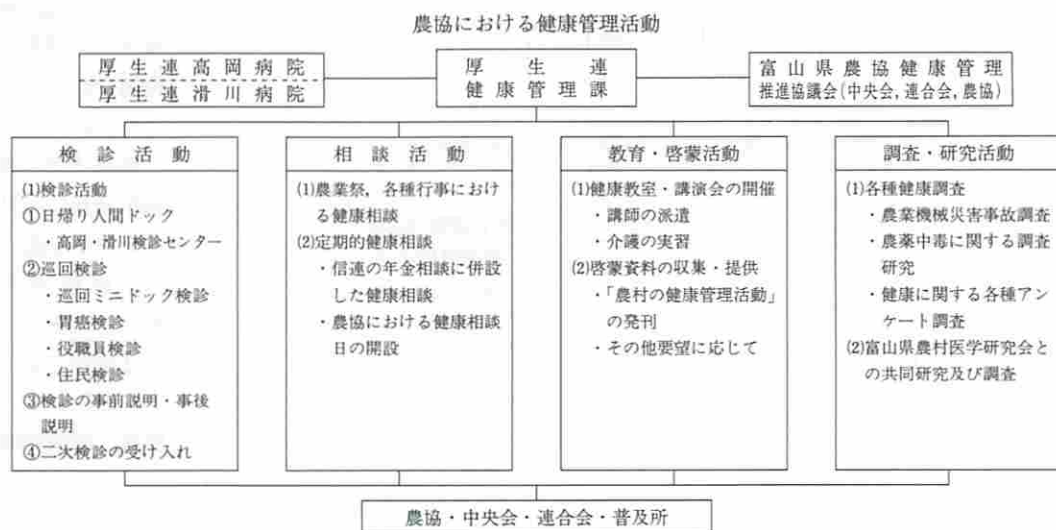 農協における健康管理活動
厚生連高岡病院
厚生連滑川病院
厚生連
健康管理課
富山県農協健康管理
推進協議会(中央会,連合会,農協)
検診活動
(1)検診活動
①日帰り人間ドック
・高岡・滑川検診センター
②巡回検診
・巡回ミニドック検診
・胃癌検診
・役職員検診
・住民検診
③検診の事前説明・事後
説明
④二次検診の受け入れ
相談活動
(1)農業祭,各種行事におけ
る健康相談
(2)定期的健康相談
・信連の年金相談に併設
した健康相談
・農協における健康相談
日の開設
教育・啓蒙活動
(1)健康教室・講演会の開催
・講師の派遣
・介護の実習
(2)啓蒙資料の収集・提供
・「農村の健康管理活動」
の発刊
・その他要望に応じて
調査・研究活動
(1)各種健康調査
・農業機械災害事故調査
・農薬中毒に関する調査
研究
・健康に関する各種アン
ケート調査
(2)富山県農村医学研究会と
の共同研究及び調査
農協・中央会・連合会・普及所